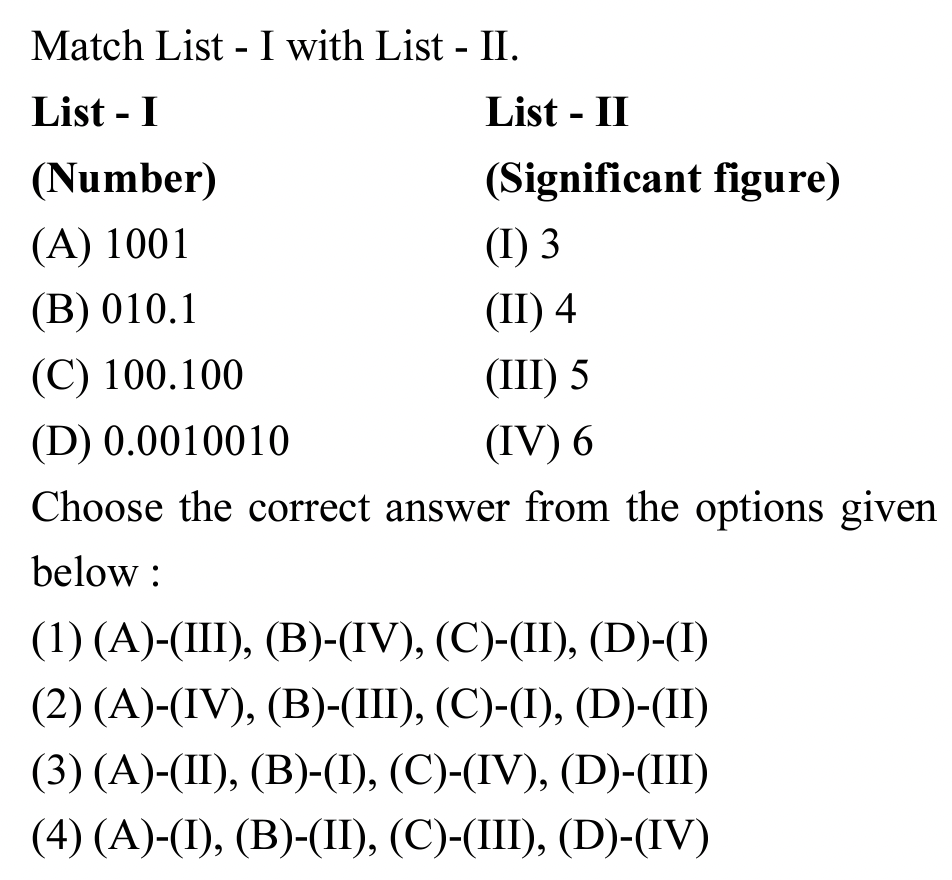 Match List - I with List - II.
List - I List - II
(Number) (Significant figure)
(A) 1001 (I) 3
(B) 010.1 (II) 4
(C) 100.100 (III) 5
(D) 0.0010010 (IV) 6
Choose the correct answer from the options given
below :
(1) (A)-(III), (B)-(IV), (C)-(II), (D)-(I)
(2) (A)-(IV), (B)-(III), (C)-(I), (D)-(II)
(3) (A)-(II), (B)-(I), (C)-(IV), (D)-(III)
(4) (A)-(I), (B)-(II), (C)-(III), (D)-(IV)